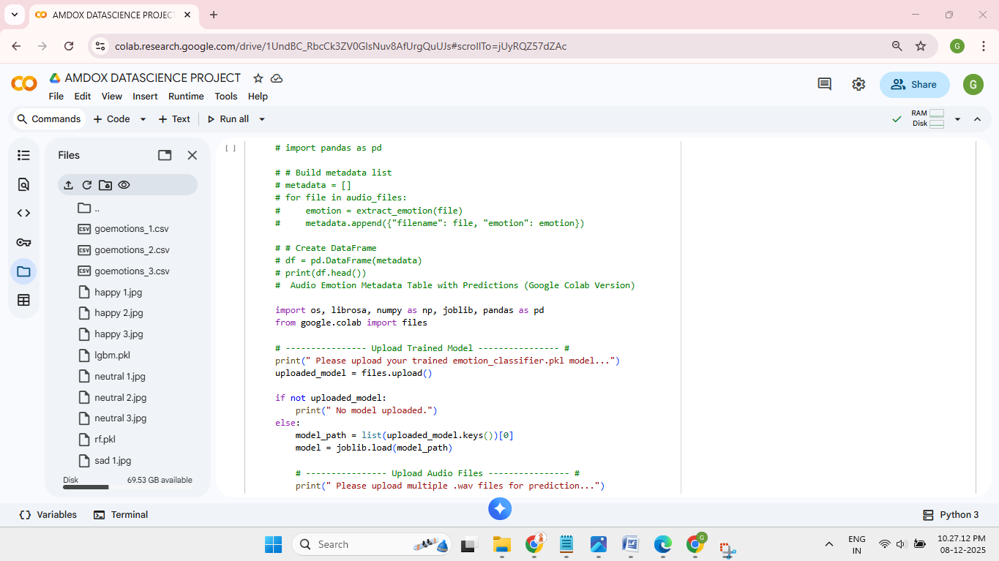 AMDOX DATASCIENCE PROJECT
colab.research.google.com/drive/1UndBC_RbcCk3ZV0GIsNuv8AfUrgQuUJs#scrollTo=jUyRQZ57dZAc
G
AMDOX DATASCIENCE PROJECT
File Edit View Insert Runtime Tools Help
Share
G
Commands + Code + Text Run all
RAM
Disk
Files
..
goemotions_1.csv
goemotions_2.csv
goemotions_3.csv
happy 1.jpg
happy 2.jpg
happy 3.jpg
lgbm.pkl
neutral 1.jpg
neutral 2.jpg
neutral 3.jpg
rf.pkl
sad 1.jpg
Disk 69.53 GB available
[ ]
# import pandas as pd
# # Build metadata list
# metadata = []
# for file in audio_files:
#     emotion = extract_emotion(file)
#     metadata.append({"filename": file, "emotion": emotion})
# # Create DataFrame
# df = pd.DataFrame(metadata)
# print(df.head())
#  Audio Emotion Metadata Table with Predictions (Google Colab Version)
import os, librosa, numpy as np, joblib, pandas as pd
from google.colab import files
# ---------------- Upload Trained Model ---------------- #
print(" Please upload your trained emotion_classifier.pkl model...")
uploaded_model = files.upload()
if not uploaded_model:
    print(" No model uploaded.")
else:
    model_path = list(uploaded_model.keys())[0]
    model = joblib.load(model_path)
    # ---------------- Upload Audio Files ---------------- #
    print(" Please upload multiple .wav files for prediction...")
Variables Terminal
Python 3
Search
ENG
IN
10.27.12 PM
08-12-2025